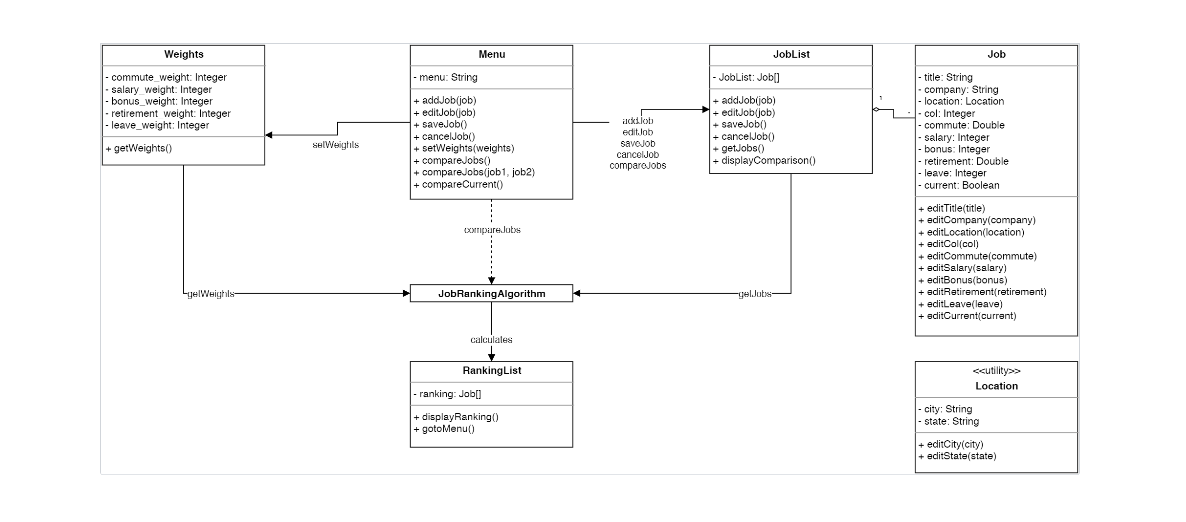 Weights
- commute_weight: Integer
- salary_weight: Integer
- bonus_weight: Integer
- retirement_weight: Integer
- leave_weight: Integer
+ getWeights()
setWeights
Menu
- menu: String
+ addJob(job)
+ editJob(job)
+ saveJob()
+ cancelJob()
+ setWeights(weights)
+ compareJobs()
+ compareJobs(job1, job2)
+ compareCurrent()
addJob
editJob
saveJob
cancelJob
compareJobs
JobList
- JobList: Job[]
+ addJob(job)
+ editJob(job)
+ saveJob()
+ cancelJob()
+ getJobs()
+ displayComparison()
1
Job
- title: String
- company: String
- location: Location
- col: Integer
- commute: Double
- salary: Integer
- bonus: Integer
- retirement: Double
- leave: Integer
- current: Boolean
+ editTitle(title)
+ editCompany(company)
+ editLocation(location)
+ editCol(col)
+ editCommute(commute)
+ editSalary(salary)
+ editBonus(bonus)
+ editRetirement(retirement)
+ editLeave(leave)
+ editCurrent(current)
compareJobs
getWeights
JobRankingAlgorithm
getJobs
calculates
RankingList
- ranking: Job[]
+ displayRanking()
+ gotoMenu()
<<utility>>
Location
- city: String
- state: String
+ editCity(city)
+ editState(state)